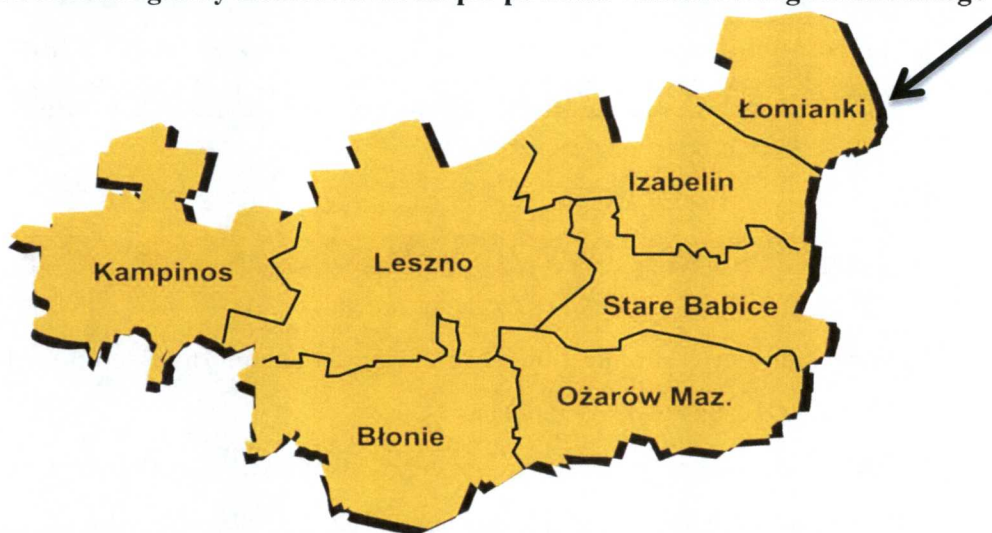 Łomianki
Izabelin
Kampinos
Leszno
Stare Babice
Ożarów Maz.
Błonie